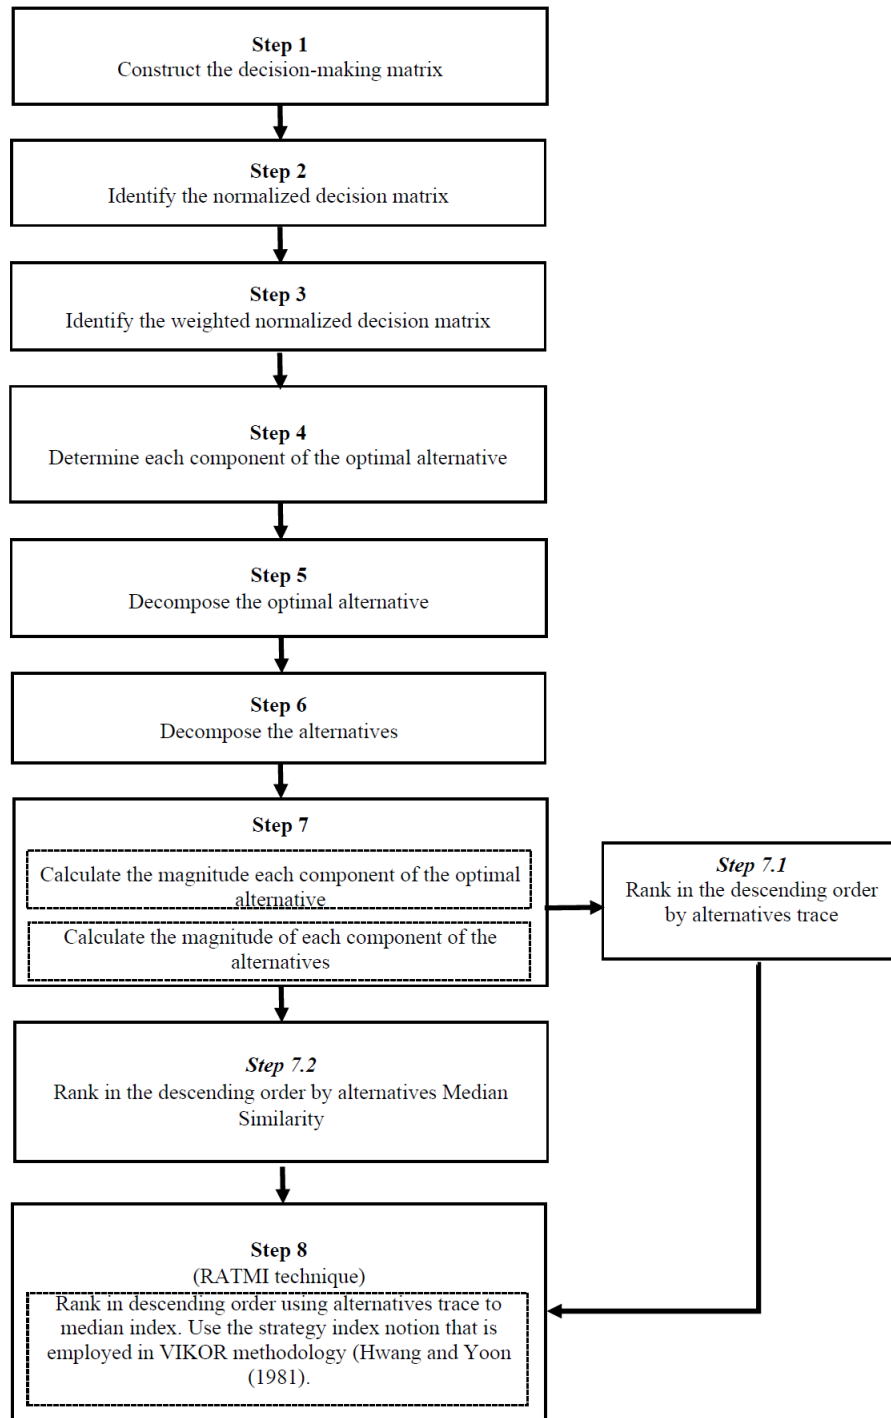 Step 1
Construct the decision-making matrix
Step 2
Identify the normalized decision matrix
Step 3
Identify the weighted normalized decision matrix
Step 4
Determine each component of the optimal alternative
Step 5
Decompose the optimal alternative
Step 6
Decompose the alternatives
Step 7
Calculate the magnitude each component of the optimal
alternative
Calculate the magnitude of each component of the
alternatives
Step 7.1
Rank in the descending order
by alternatives trace
Step 7.2
Rank in the descending order by alternatives Median
Similarity
Step 8
(RATMI technique)
Rank in descending order using alternatives trace to
median index. Use the strategy index notion that is
employed in VIKOR methodology (Hwang and Yoon
(1981).